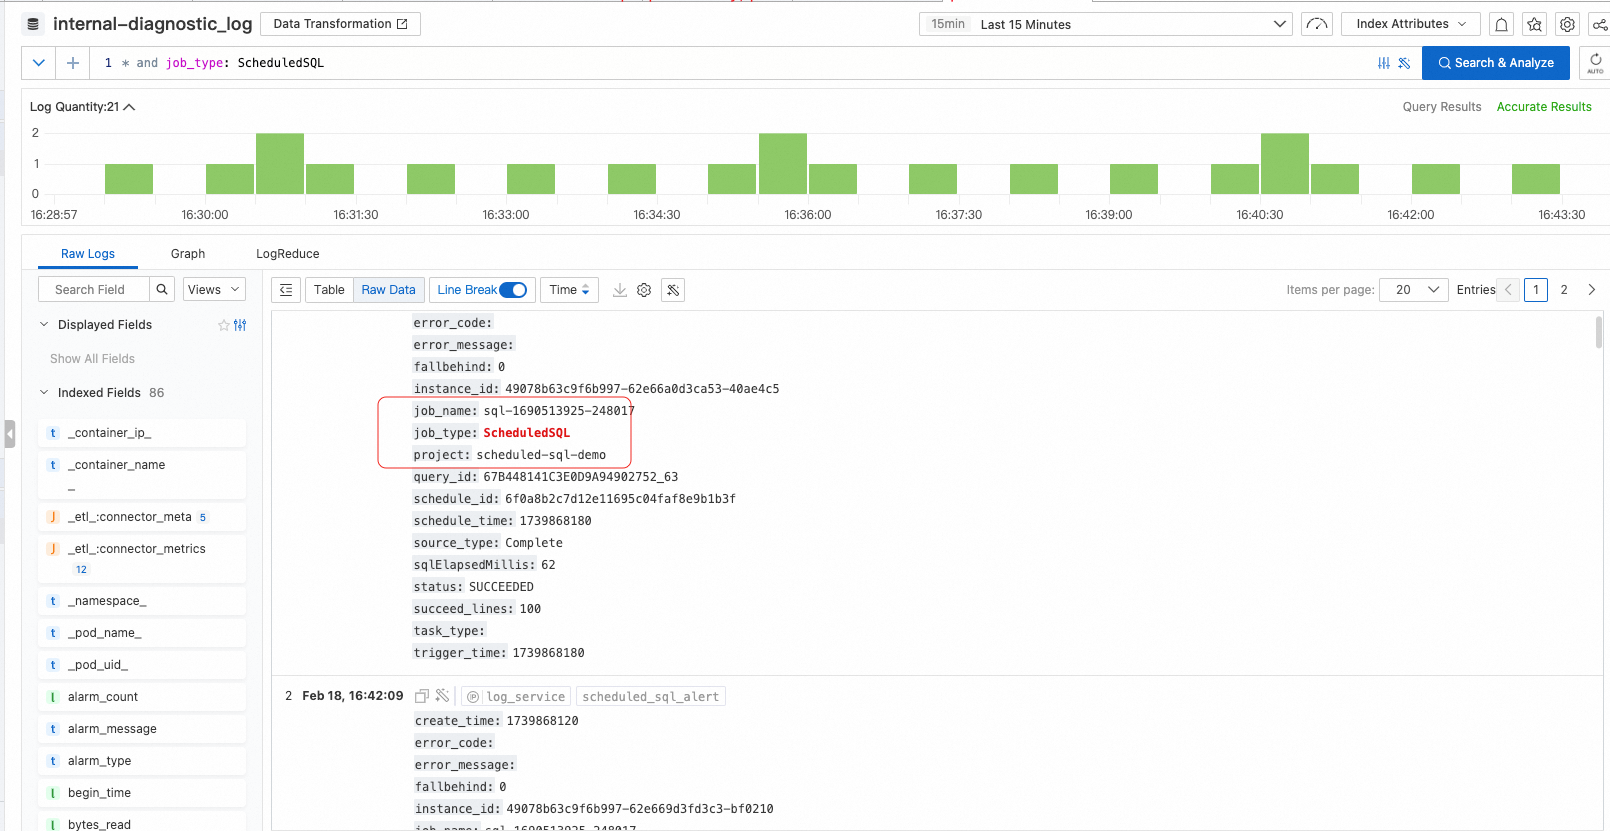 internal-diagnostic_log
Data Transformation
15min Last 15 Minutes
Index Attributes
1 * and job_type: ScheduledSQL
Search & Analyze
AUTO
Log Quantity:21
Query Results
Accurate Results
2
1
0
16:28:57 16:30:00 16:31:30 16:33:00 16:34:30 16:36:00 16:37:30 16:39:00 16:40:30 16:42:00 16:43:30
Raw Logs
Graph
LogReduce
Search Field
Views
Table
Raw Data
Line Break
Time
Items per page: 20 Entries 1 2
Displayed Fields
Show All Fields
Indexed Fields 86
t _container_ip_
t _container_name
_
J _etl_:connector_meta 5
J _etl_:connector_metrics
12
t _namespace_
t _pod_name_
t _pod_uid_
l alarm_count
t alarm_message
t alarm_type
l begin_time
l bytes_read
error_code:
error_message:
fallbehind: 0
instance_id: 49078b63c9f6b997-62e66a0d3ca53-40ae4c5
job_name: sql-1690513925-248017
job_type: ScheduledSQL
project: scheduled-sql-demo
query_id: 67B448141C3E0D9A94902752_63
schedule_id: 6f0a8b2c7d12e11695c04faf8e9b1b3f
schedule_time: 1739868180
source_type: Complete
sqlElapsedMillis: 62
status: SUCCEEDED
succeed_lines: 100
task_type:
trigger_time: 1739868180
2 Feb 18, 16:42:09 log_service scheduled_sql_alert
create_time: 1739868120
error_code:
error_message:
fallbehind: 0
instance_id: 49078b63c9f6b997-62e669d3fd3c3-bf0210
job_name: sql-1690513925-248017